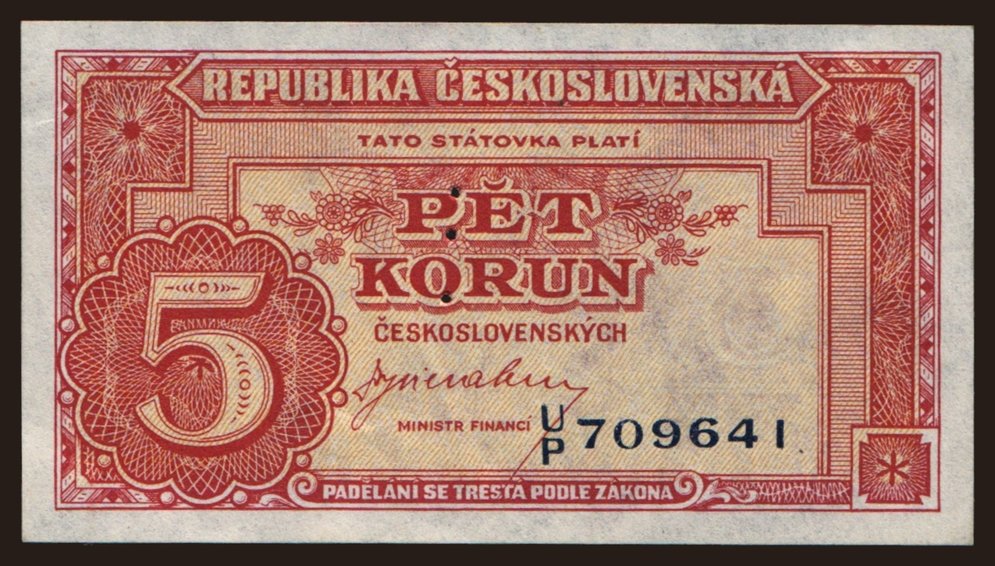 REPUBLIKA ČESKOSLOVENSKÁ
TATO STÁTOVKA PLATÍ
PĚT
KORUN
ČESKOSLOVENSKÝCH
5
MINISTR FINANCÍ
U/P 709641
PADĚLÁNÍ SE TRESTÁ PODLE ZÁKONA